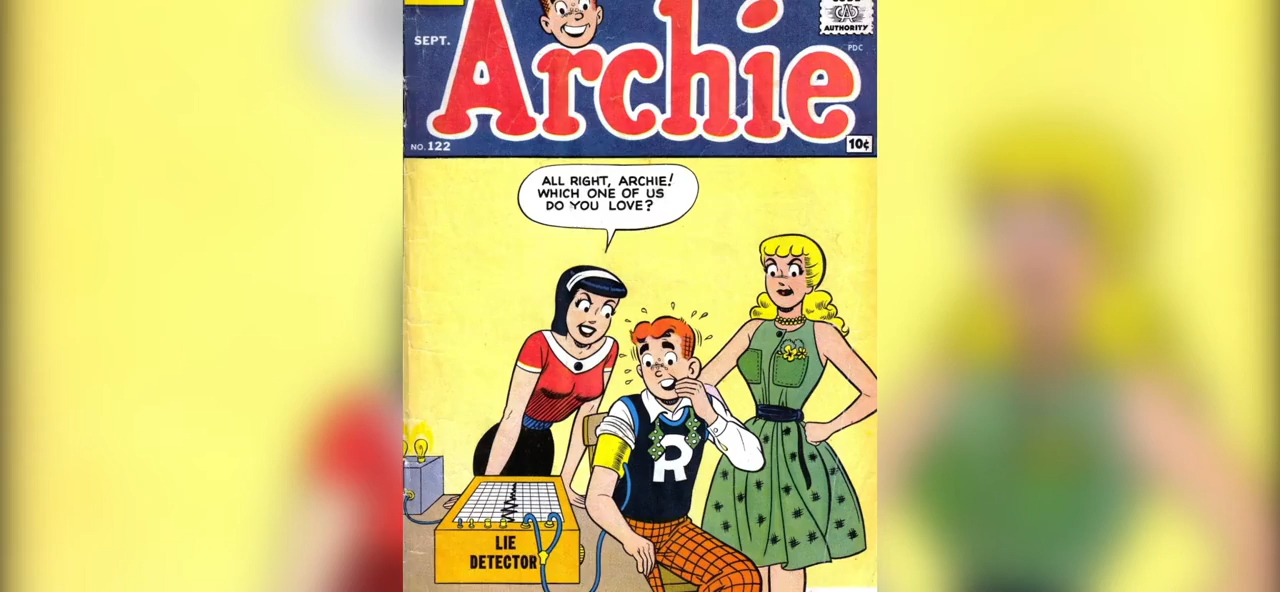 CODE
AUTHORITY
SEPT.
Archie
PDC
NO. 122
10¢
ALL RIGHT, ARCHIE!
WHICH ONE OF US
DO YOU LOVE?
R
LIE
DETECTOR